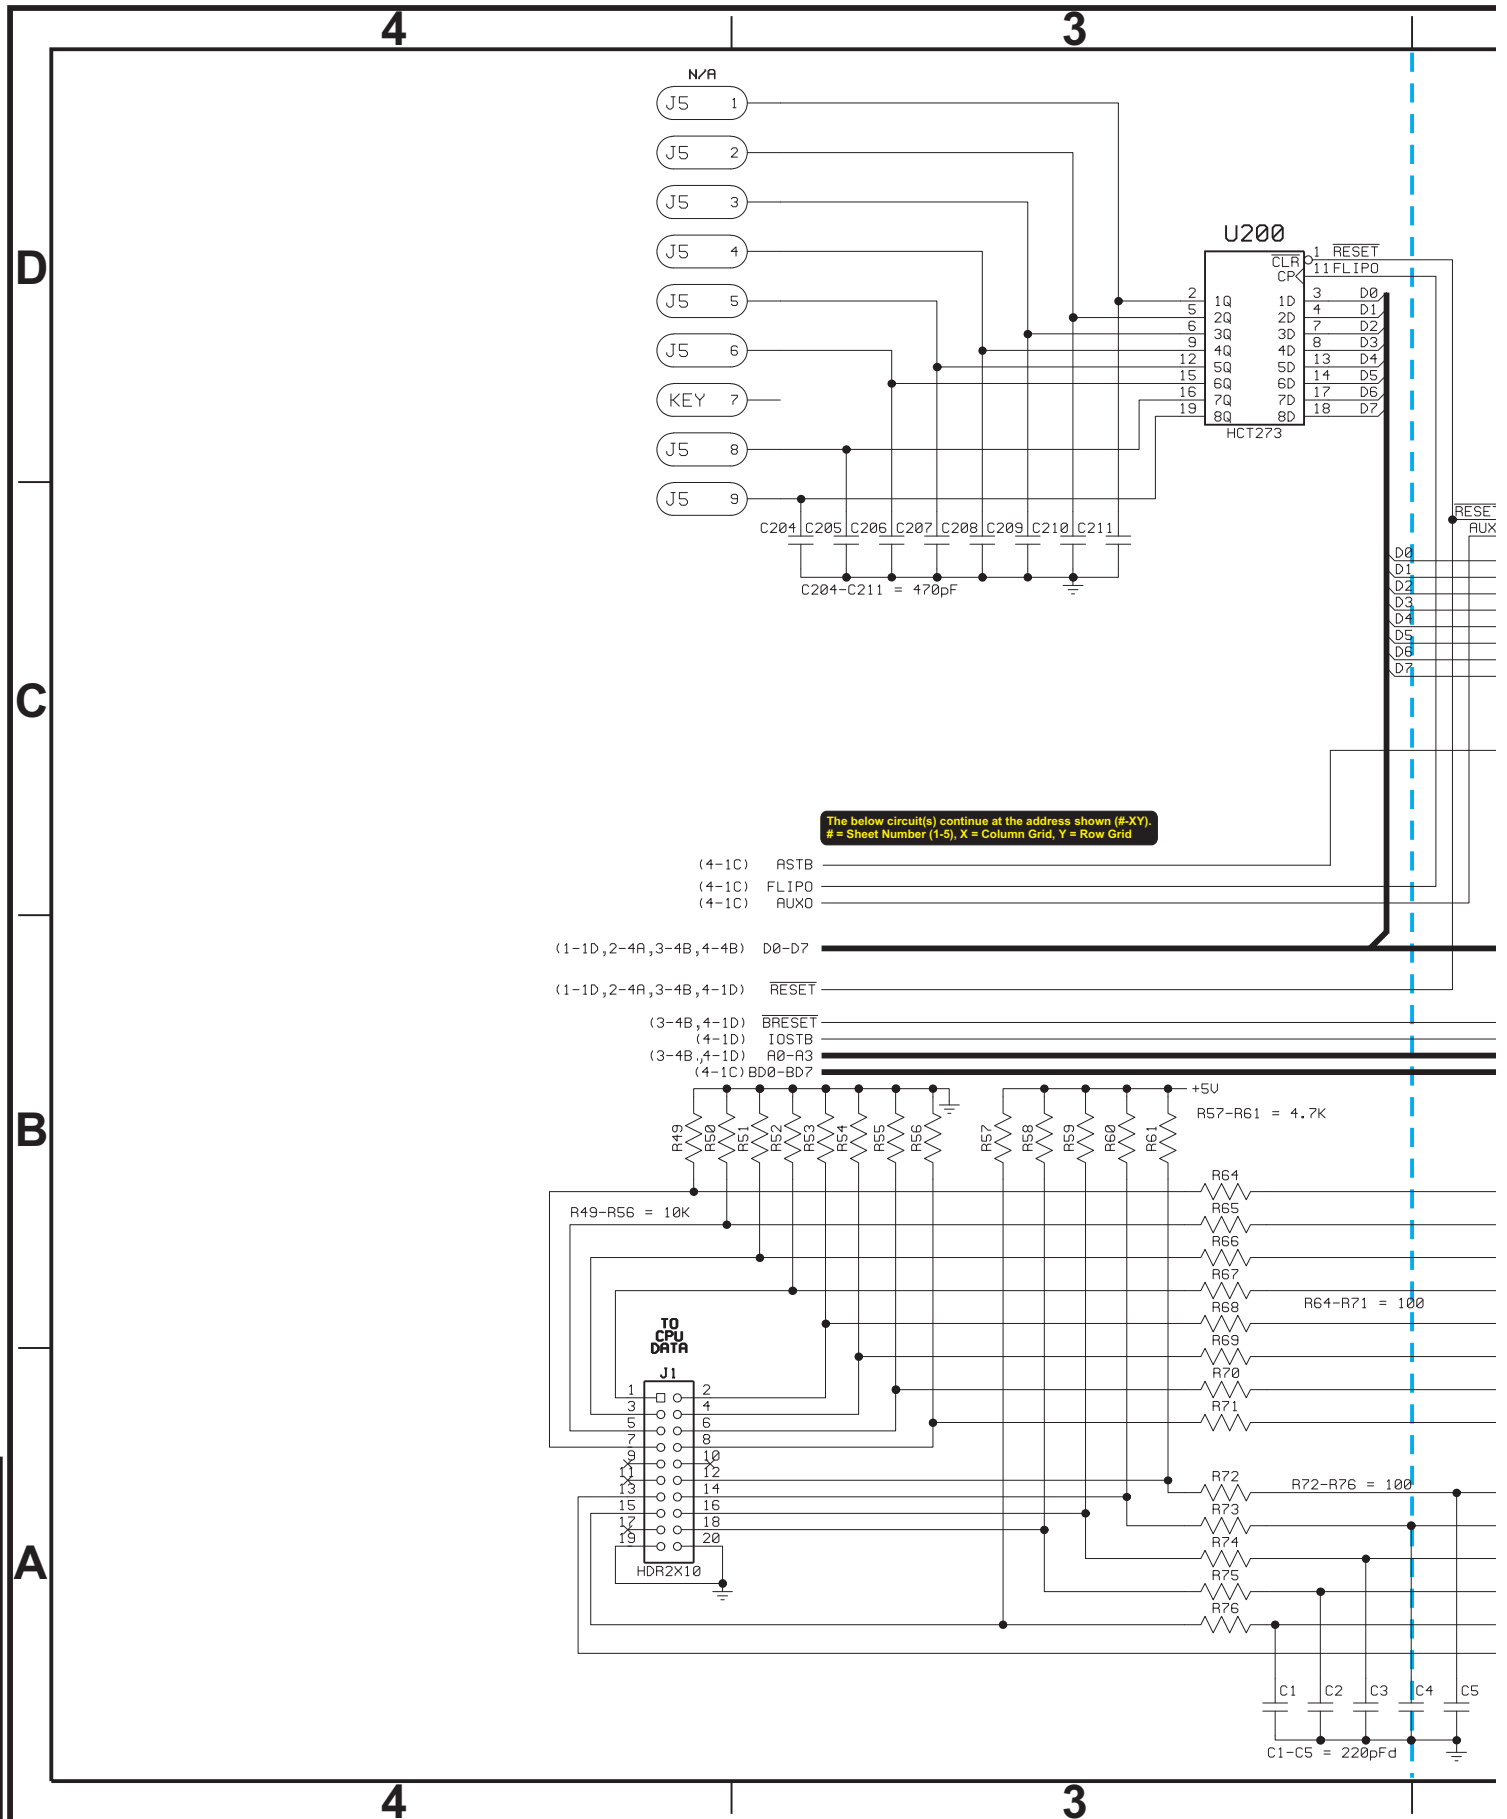 4 3
N/A
J5 1
J5 2
J5 3
J5 4
J5 5
J5 6
KEY 7
J5 8
J5 9
D
U200
CLR 1 RESET
CP 11 FLIPO
2 1Q 1D 3 D0
5 2Q 2D 4 D1
6 3Q 3D 7 D2
9 4Q 4D 8 D3
12 5Q 5D 13 D4
15 6Q 6D 14 D5
16 7Q 7D 17 D6
19 8Q 8D 18 D7
HCT273
C204 C205 C206 C207 C208 C209 C210 C211
C204-C211 = 470pF
RESET
AUX
D0
D1
D2
D3
D4
D5
D6
D7
C
The below circuit(s) continue at the address shown (#-XY).
# = Sheet Number (1-5), X = Column Grid, Y = Row Grid
(4-1C) ASTB
(4-1C) FLIPO
(4-1C) AUXO
(1-1D,2-4A,3-4B,4-4B) D0-D7
(1-1D,2-4A,3-4B,4-1D) RESET
(3-4B,4-1D) BRESET
(4-1D) IOSTB
(3-4B,4-1D) A0-A3
(4-1C) BD0-BD7
B
+5V
R57-R61 = 4.7K
R49 R50 R51 R52 R53 R54 R55 R56 R57 R58 R59 R60 R61
R49-R56 = 10K
R64
R65
R66
R67
R64-R71 = 100
R68
R69
R70
R71
TO
CPU
DATA
J1
1 2
3 4
5 6
7 8
9 10
11 12
13 14
15 16
17 18
19 20
HDR2X10
A
R72
R72-R76 = 100
R73
R74
R75
R76
C1 C2 C3 C4 C5
C1-C5 = 220pFd
4 3